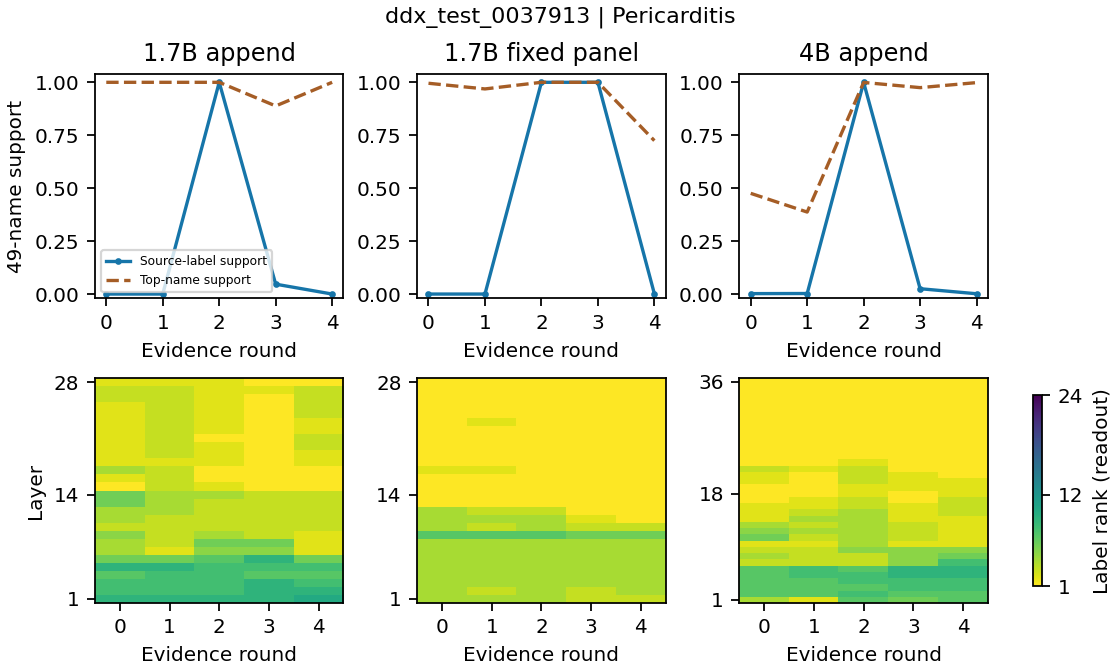 ddx_test_0037913 | Pericarditis
1.7B append
1.7B fixed panel
4B append
49-name support
1.00
0.75
0.50
0.25
0.00
Source-label support
Top-name support
0 1 2 3 4
Evidence round
1.00
0.75
0.50
0.25
0.00
0 1 2 3 4
Evidence round
1.00
0.75
0.50
0.25
0.00
0 1 2 3 4
Evidence round
Layer
28
14
1
0 1 2 3 4
Evidence round
28
14
1
0 1 2 3 4
Evidence round
36
18
1
0 1 2 3 4
Evidence round
24
12
1
Label rank (readout)